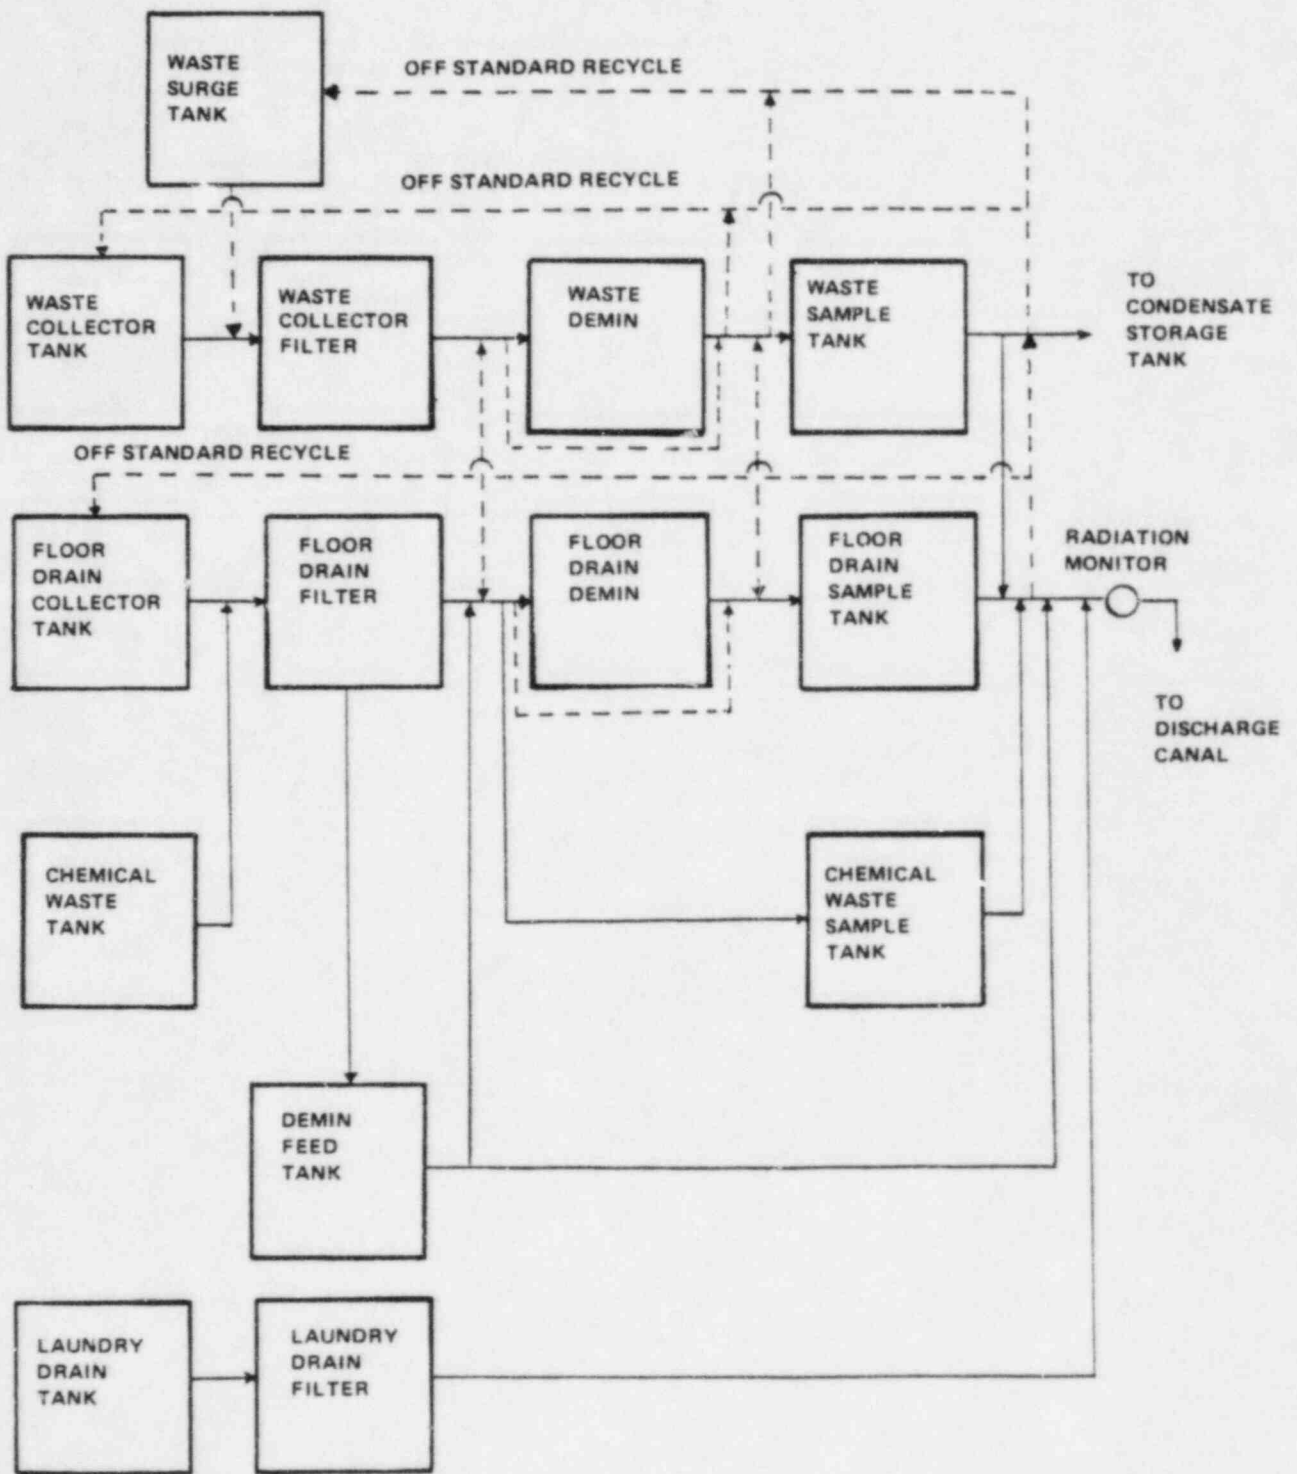 WASTE
SURGE
TANK
OFF STANDARD RECYCLE
OFF STANDARD RECYCLE
WASTE
COLLECTOR
TANK
WASTE
COLLECTOR
FILTER
WASTE
DEMIN
WASTE
SAMPLE
TANK
TO
CONDENSATE
STORAGE
TANK
OFF STANDARD RECYCLE
FLOOR
DRAIN
COLLECTOR
TANK
FLOOR
DRAIN
FILTER
FLOOR
DRAIN
DEMIN
FLOOR
DRAIN
SAMPLE
TANK
RADIATION
MONITOR
TO
DISCHARGE
CANAL
CHEMICAL
WASTE
TANK
CHEMICAL
WASTE
SAMPLE
TANK
DEMIN
FEED
TANK
LAUNDRY
DRAIN
TANK
LAUNDRY
DRAIN
FILTER